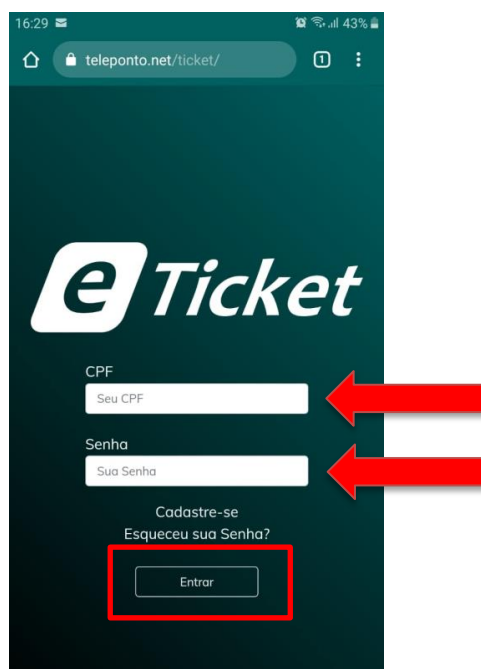 16:29 43%
teleponto.net/ticket/ 1
e Ticket
CPF
Seu CPF
Senha
Sua Senha
Cadastre-se
Esqueceu sua Senha?
Entrar